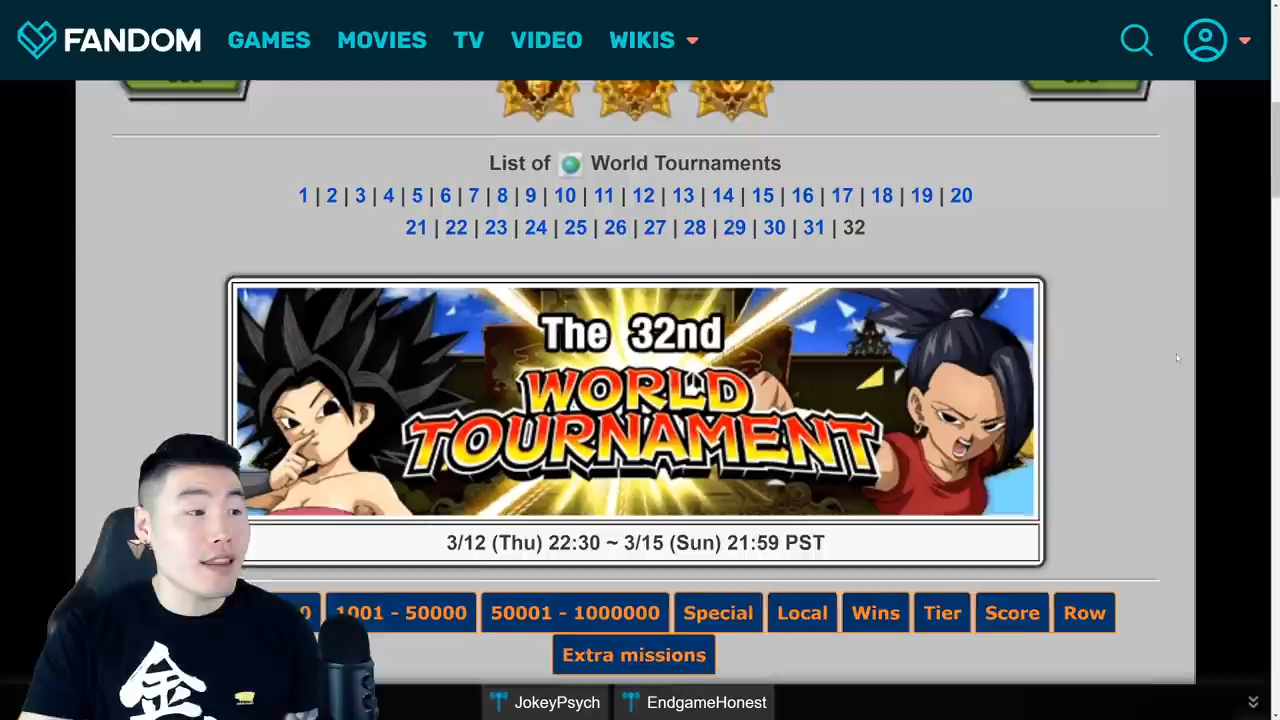 FANDOM GAMES MOVIES TV VIDEO WIKIS
List of World Tournaments
1 | 2 | 3 | 4 | 5 | 6 | 7 | 8 | 9 | 10 | 11 | 12 | 13 | 14 | 15 | 16 | 17 | 18 | 19 | 20
21 | 22 | 23 | 24 | 25 | 26 | 27 | 28 | 29 | 30 | 31 | 32
The 32nd
WORLD
TOURNAMENT
3/12 (Thu) 22:30 ~ 3/15 (Sun) 21:59 PST
1001 - 50000 50001 - 1000000 Special Local Wins Tier Score Row
Extra missions
金
JokeyPsych EndgameHonest